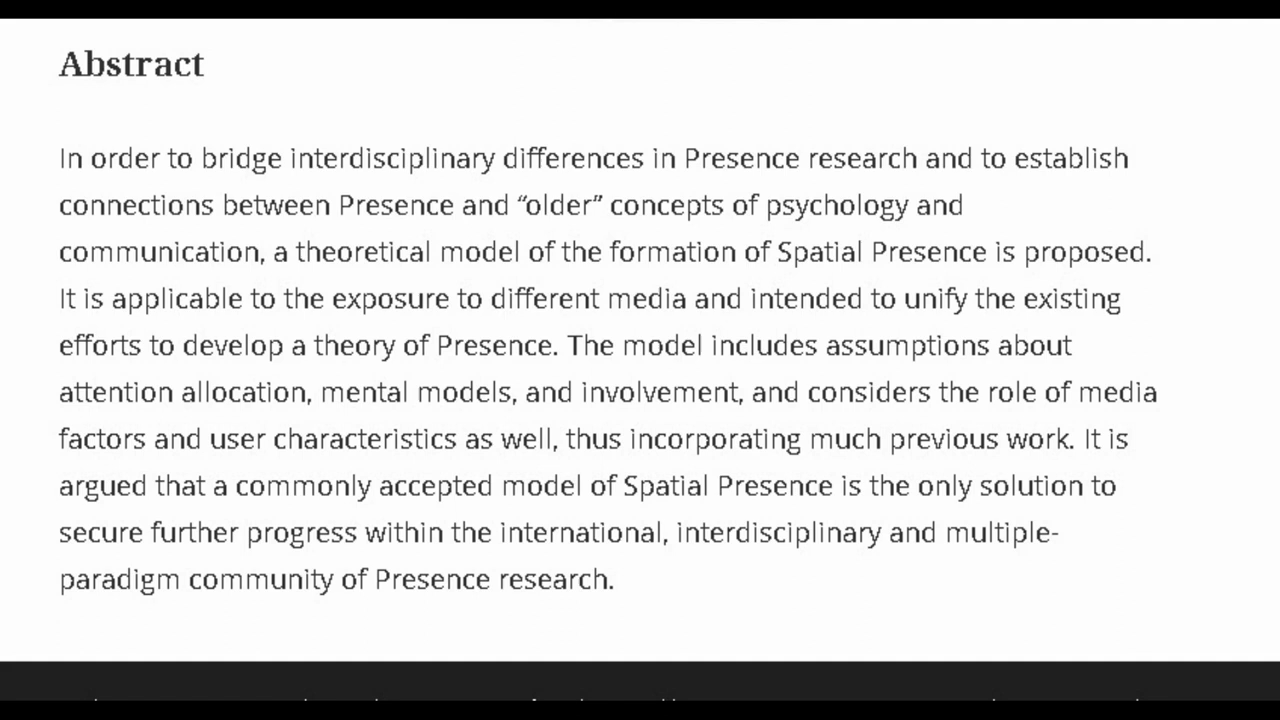 Abstract
In order to bridge interdisciplinary differences in Presence research and to establish
connections between Presence and “older” concepts of psychology and
communication, a theoretical model of the formation of Spatial Presence is proposed.
It is applicable to the exposure to different media and intended to unify the existing
efforts to develop a theory of Presence. The model includes assumptions about
attention allocation, mental models, and involvement, and considers the role of media
factors and user characteristics as well, thus incorporating much previous work. It is
argued that a commonly accepted model of Spatial Presence is the only solution to
secure further progress within the international, interdisciplinary and multiple-
paradigm community of Presence research.